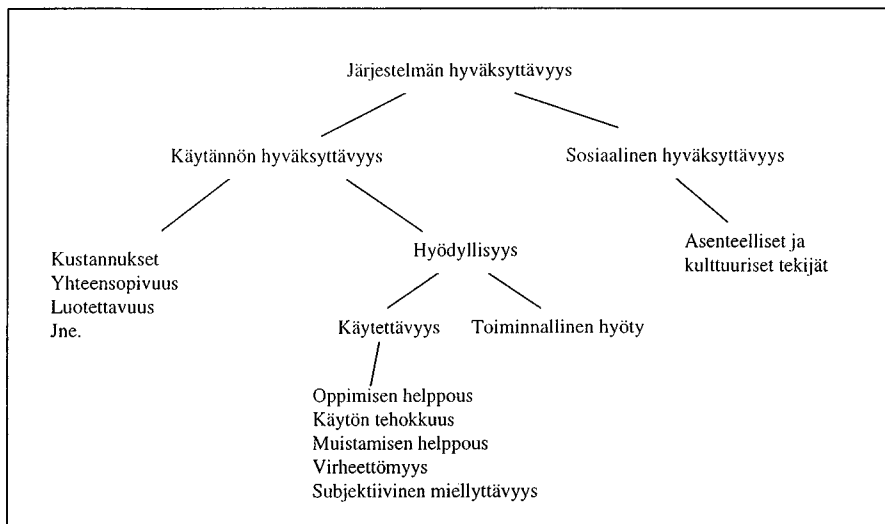 Järjestelmän hyväksyttävyys
Käytännön hyväksyttävyys
Sosiaalinen hyväksyttävyys
Kustannukset
Yhteensopivuus
Luotettavuus
Jne.
Hyödyllisyys
Asenteelliset ja
kulttuuriset tekijät
Käytettävyys
Toiminnallinen hyöty
Oppimisen helppous
Käytön tehokkuus
Muistamisen helppous
Virheettömyys
Subjektiivinen miellyttävyys